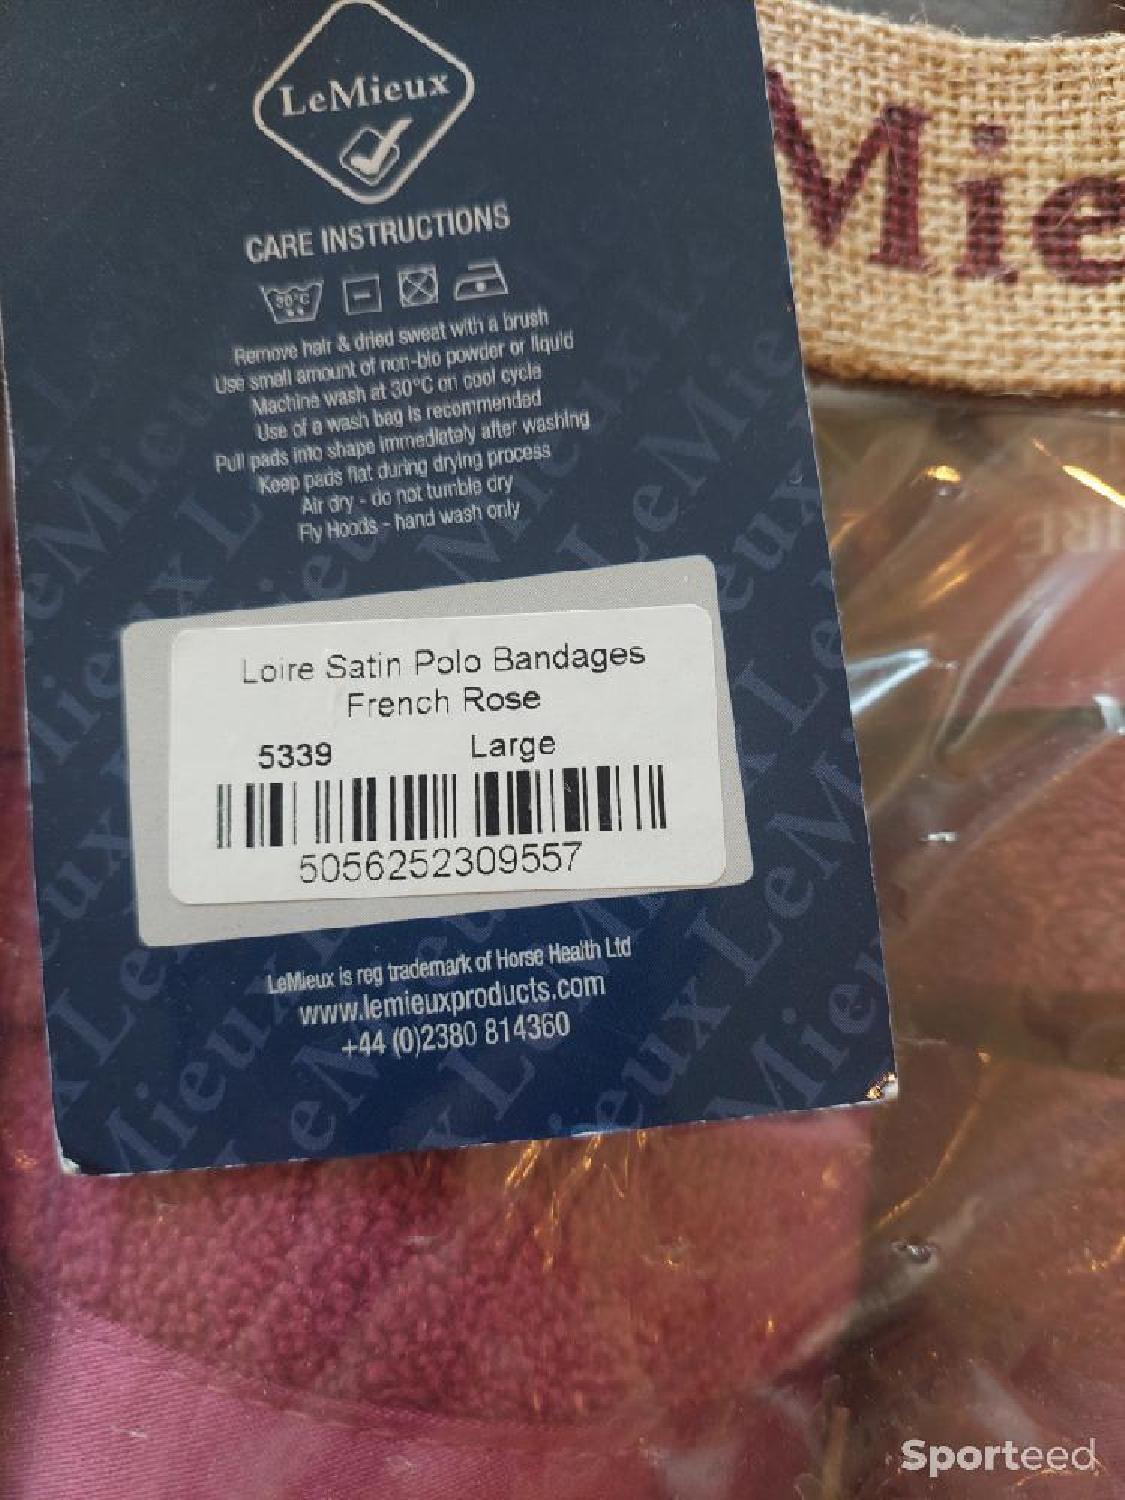 LeMieux
Mie
CARE INSTRUCTIONS
30°C
Remove hair & dried sweat with a brush
Use small amount of non-bio powder or liquid
Machine wash at 30°C on cool cycle
Use of a wash bag is recommended
Pull pads into shape immediately after washing
Keep pads flat during drying process
Air dry - do not tumble dry
Fly Hoods - hand wash only
Loire Satin Polo Bandages
French Rose
5339 Large
5056252309557
LeMieux is reg trademark of Horse Health Ltd
www.lemieuxproducts.com
+44 (0)2380 814360
Sporteed